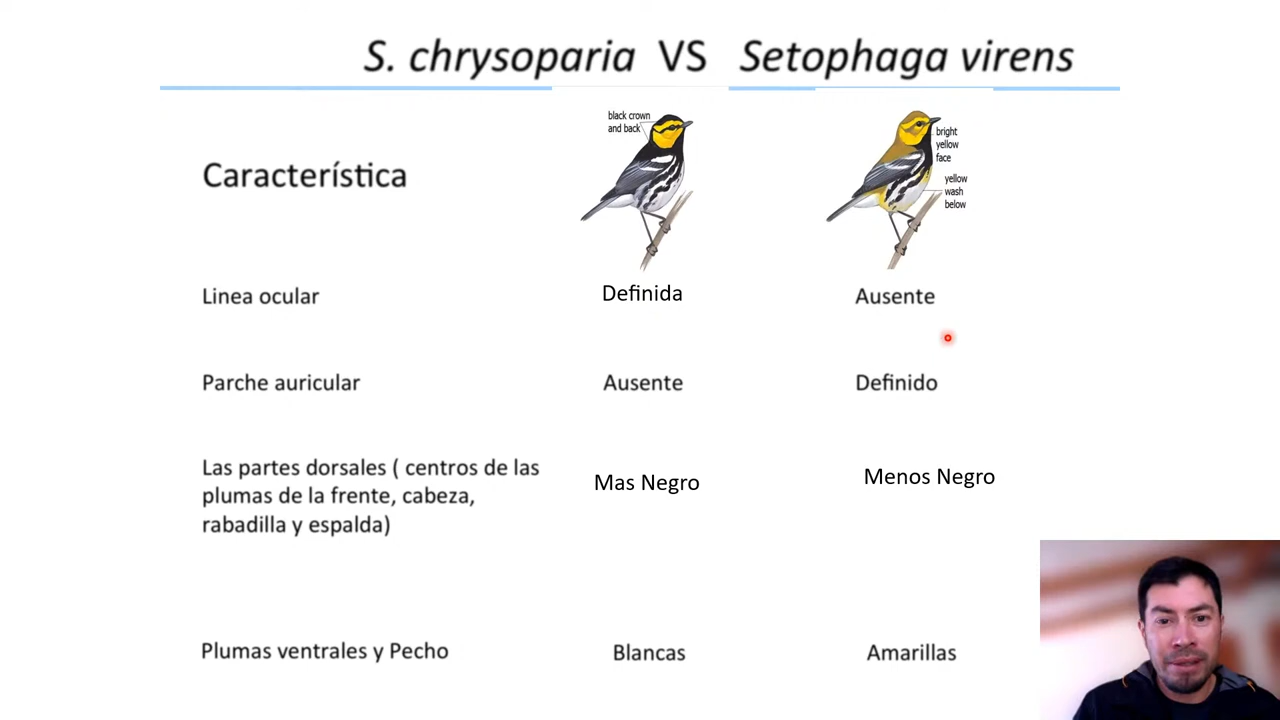 S. chrysoparia VS Setophaga virens
black crown
and back
bright
yellow
face
yellow
wash
below
Característica
Linea ocular
Definida
Ausente
Parche auricular
Ausente
Definido
Las partes dorsales ( centros de las
plumas de la frente, cabeza,
rabadilla y espalda)
Mas Negro
Menos Negro
Plumas ventrales y Pecho
Blancas
Amarillas